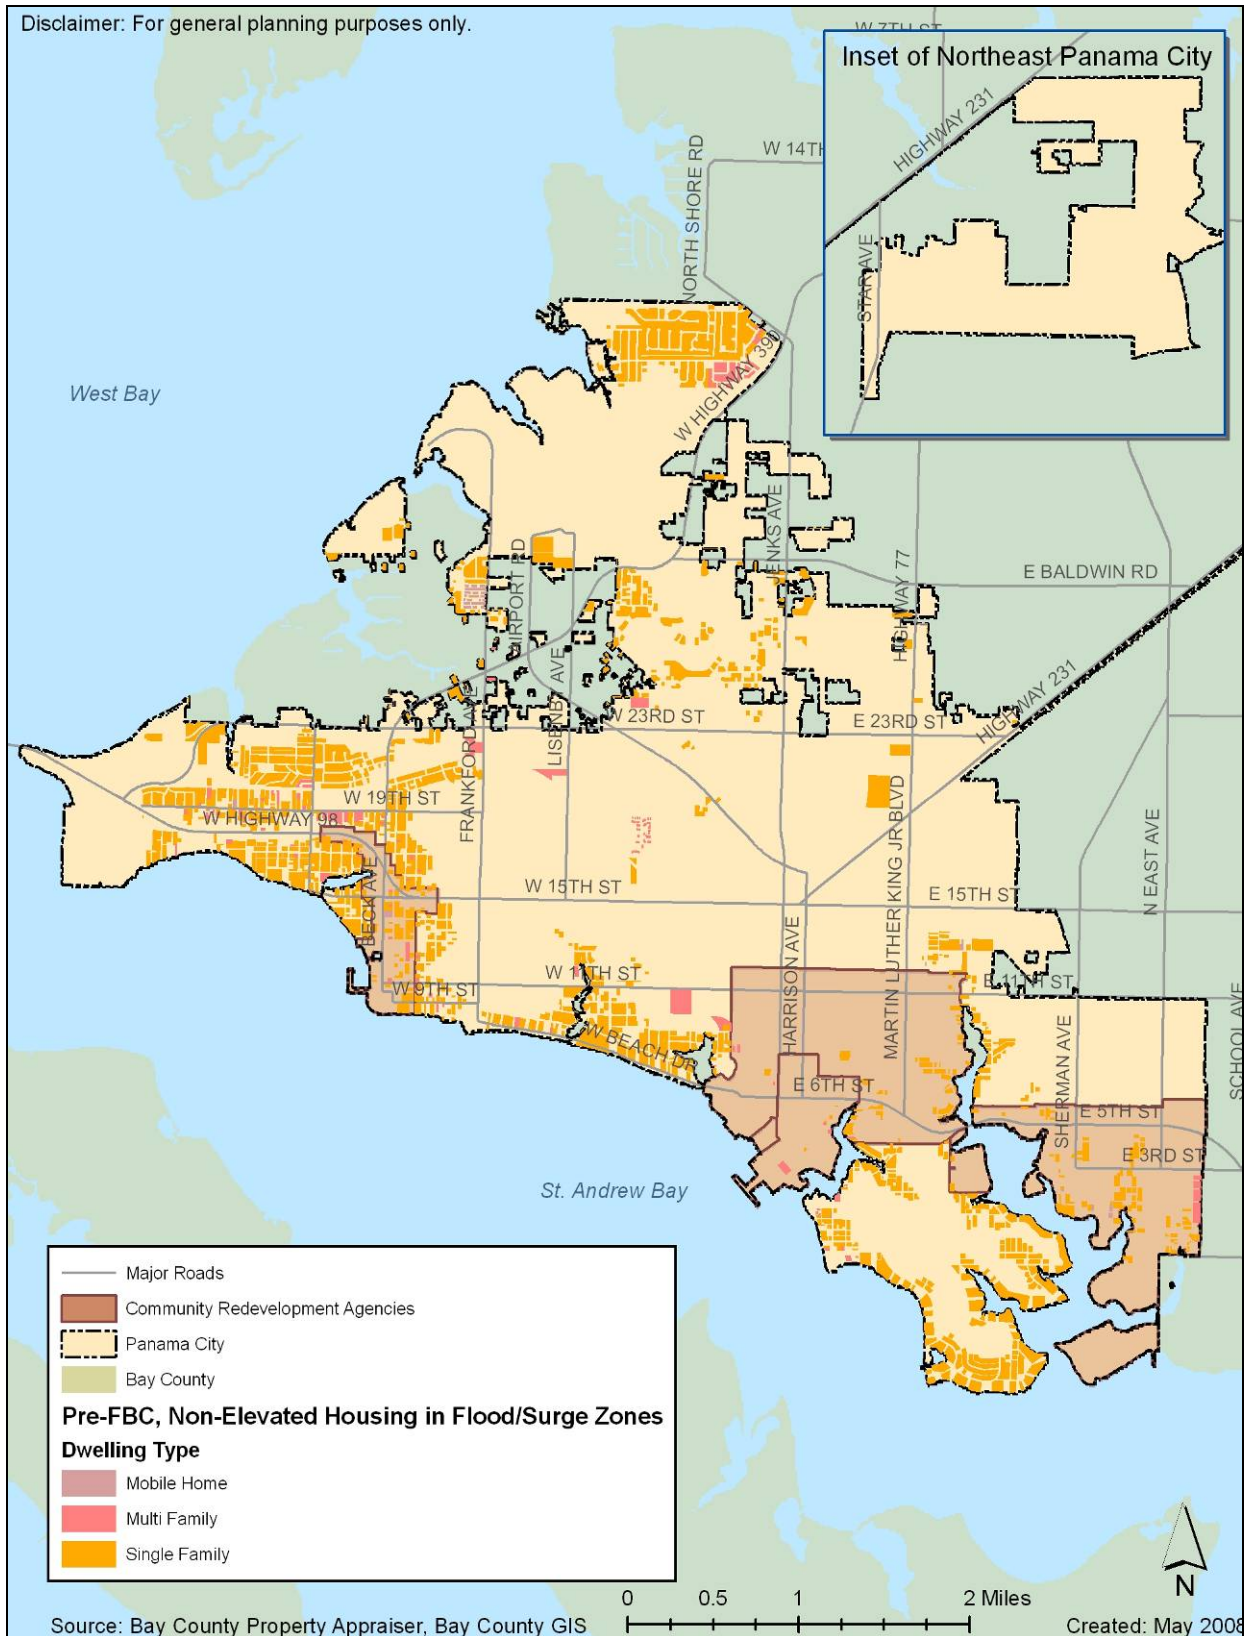 Disclaimer: For general planning purposes only.
W 7TH ST
Inset of Northeast Panama City
HIGHWAY 231
STAR AVE
NORTH SHORE RD
W 14TH
West Bay
W HIGHWAY 390
JENKS AVE
HIGHWAY 77
E BALDWIN RD
AIRPORT RD
HIGHWAY 231
FRANKFORD AVE
LISENBY AVE
W 23RD ST
E 23RD ST
W 19TH ST
W HIGHWAY 98
BECK AVE
W 15TH ST
E 15TH ST
HARRISON AVE
MARTIN LUTHER KING JR BLVD
N EAST AVE
W 11TH ST
E 11TH ST
W 9TH ST
W BEACH DR
E 6TH ST
SHERMAN AVE
E 5TH ST
SCHOOL AVE
E 3RD ST
St. Andrew Bay
Major Roads
Community Redevelopment Agencies
Panama City
Bay County
Pre-FBC, Non-Elevated Housing in Flood/Surge Zones
Dwelling Type
Mobile Home
Multi Family
Single Family
N
0 0.5 1 2 Miles
Source: Bay County Property Appraiser, Bay County GIS
Created: May 2008